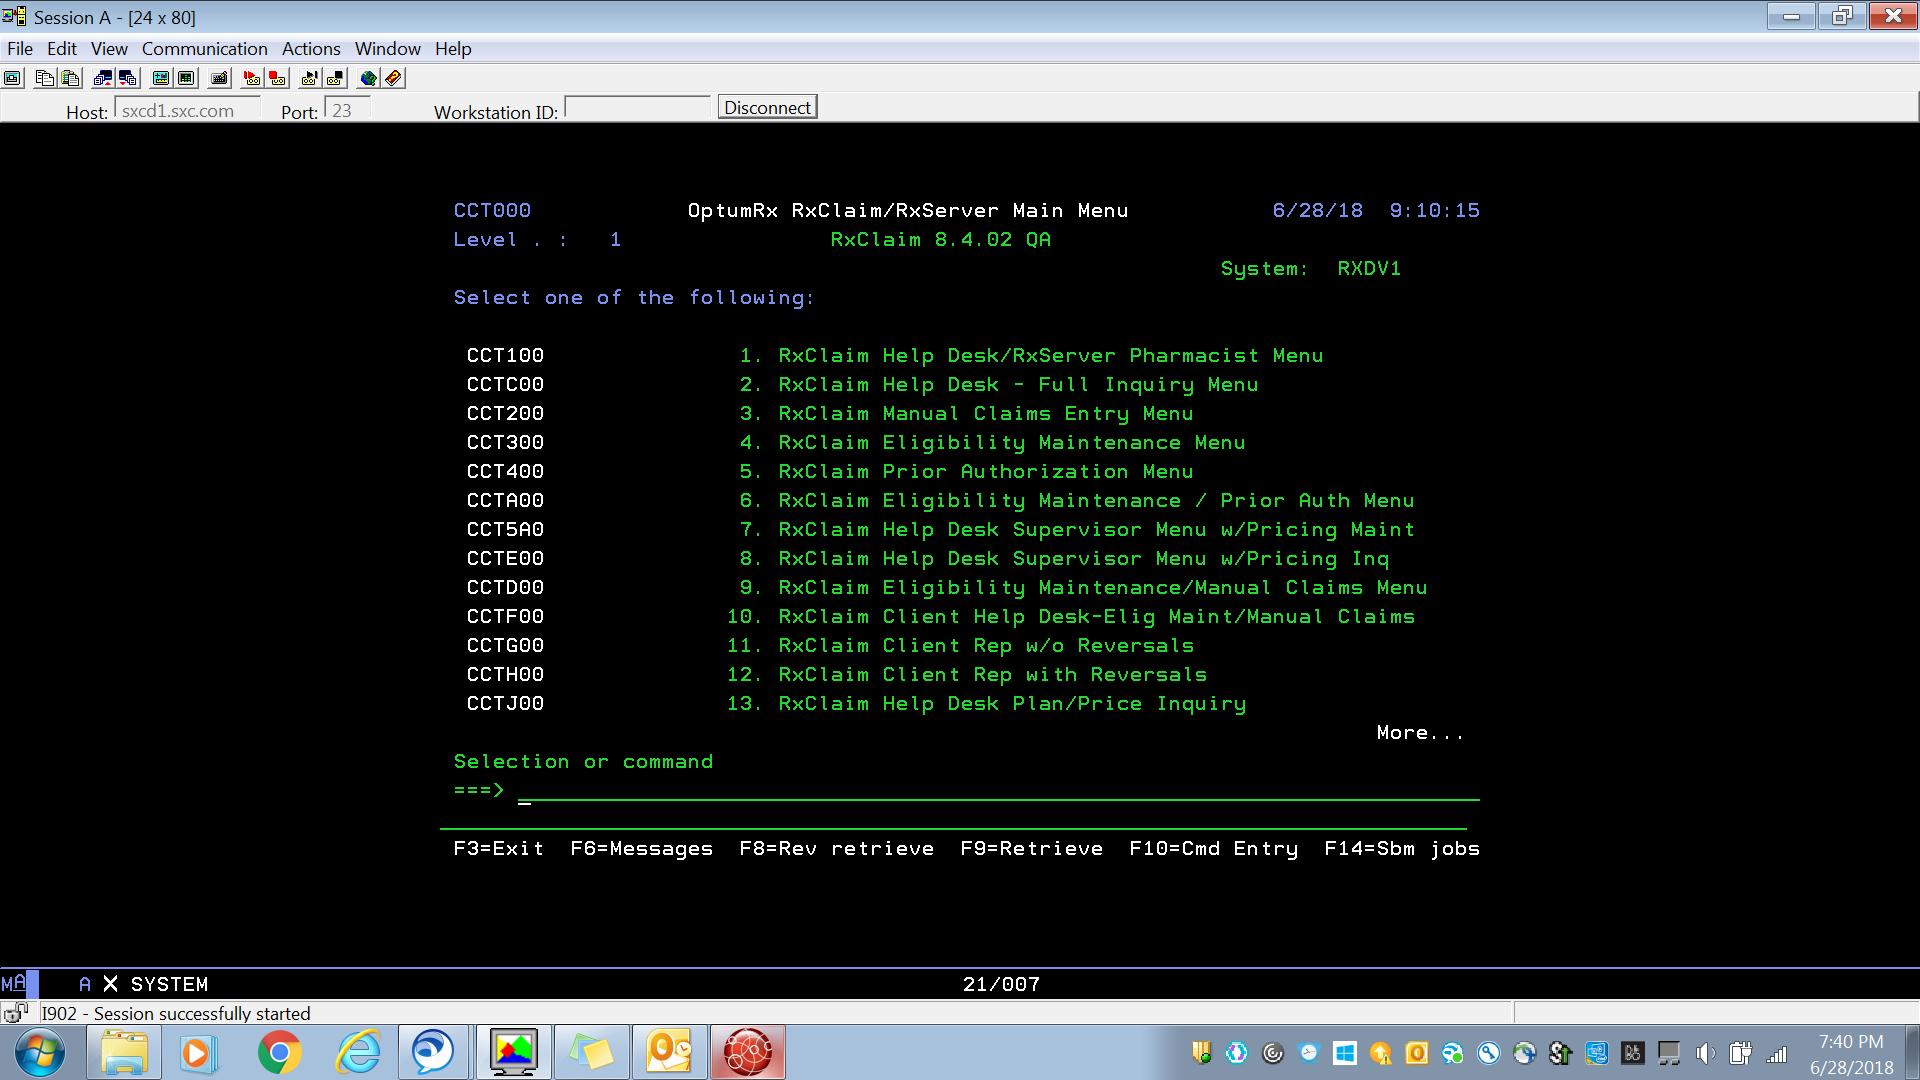 Session A - [24 x 80]
File Edit View Communication Actions Window Help
Host: sxcd1.sxc.com Port: 23 Workstation ID: Disconnect
CCT000 OptumRx RxClaim/RxServer Main Menu 6/28/18 9:10:15
Level . : 1 RxClaim 8.4.02 QA
System: RXDV1
Select one of the following:
CCT100 1. RxClaim Help Desk/RxServer Pharmacist Menu
CCTC00 2. RxClaim Help Desk - Full Inquiry Menu
CCT200 3. RxClaim Manual Claims Entry Menu
CCT300 4. RxClaim Eligibility Maintenance Menu
CCT400 5. RxClaim Prior Authorization Menu
CCTA00 6. RxClaim Eligibility Maintenance / Prior Auth Menu
CCT5A0 7. RxClaim Help Desk Supervisor Menu w/Pricing Maint
CCTE00 8. RxClaim Help Desk Supervisor Menu w/Pricing Inq
CCTD00 9. RxClaim Eligibility Maintenance/Manual Claims Menu
CCTF00 10. RxClaim Client Help Desk-Elig Maint/Manual Claims
CCTG00 11. RxClaim Client Rep w/o Reversals
CCTH00 12. RxClaim Client Rep with Reversals
CCTJ00 13. RxClaim Help Desk Plan/Price Inquiry
More...
Selection or command
===> _
F3=Exit F6=Messages F8=Rev retrieve F9=Retrieve F10=Cmd Entry F14=Sbm jobs
MA A X SYSTEM 21/007
I902 - Session successfully started
7:40 PM
6/28/2018